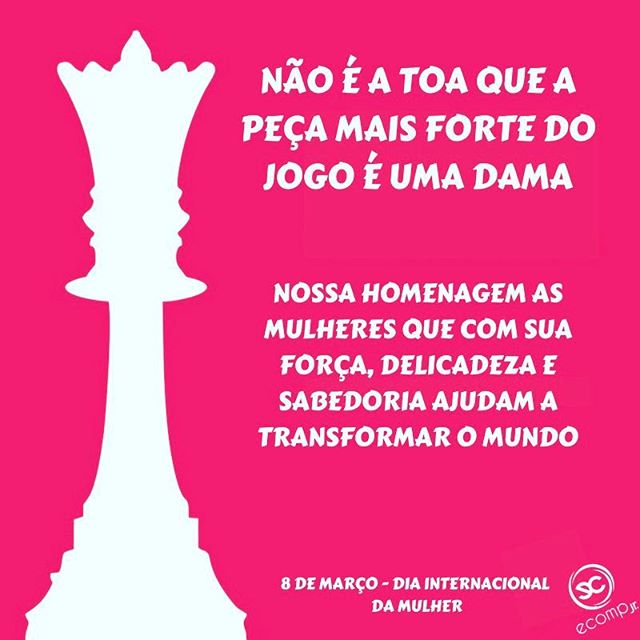 NÃO É A TOA QUE A
PEÇA MAIS FORTE DO
JOGO É UMA DAMA
NOSSA HOMENAGEM AS
MULHERES QUE COM SUA
FORÇA, DELICADEZA E
SABEDORIA AJUDAM A
TRANSFORMAR O MUNDO
8 DE MARÇO - DIA INTERNACIONAL
DA MULHER
SC
ecomp jr